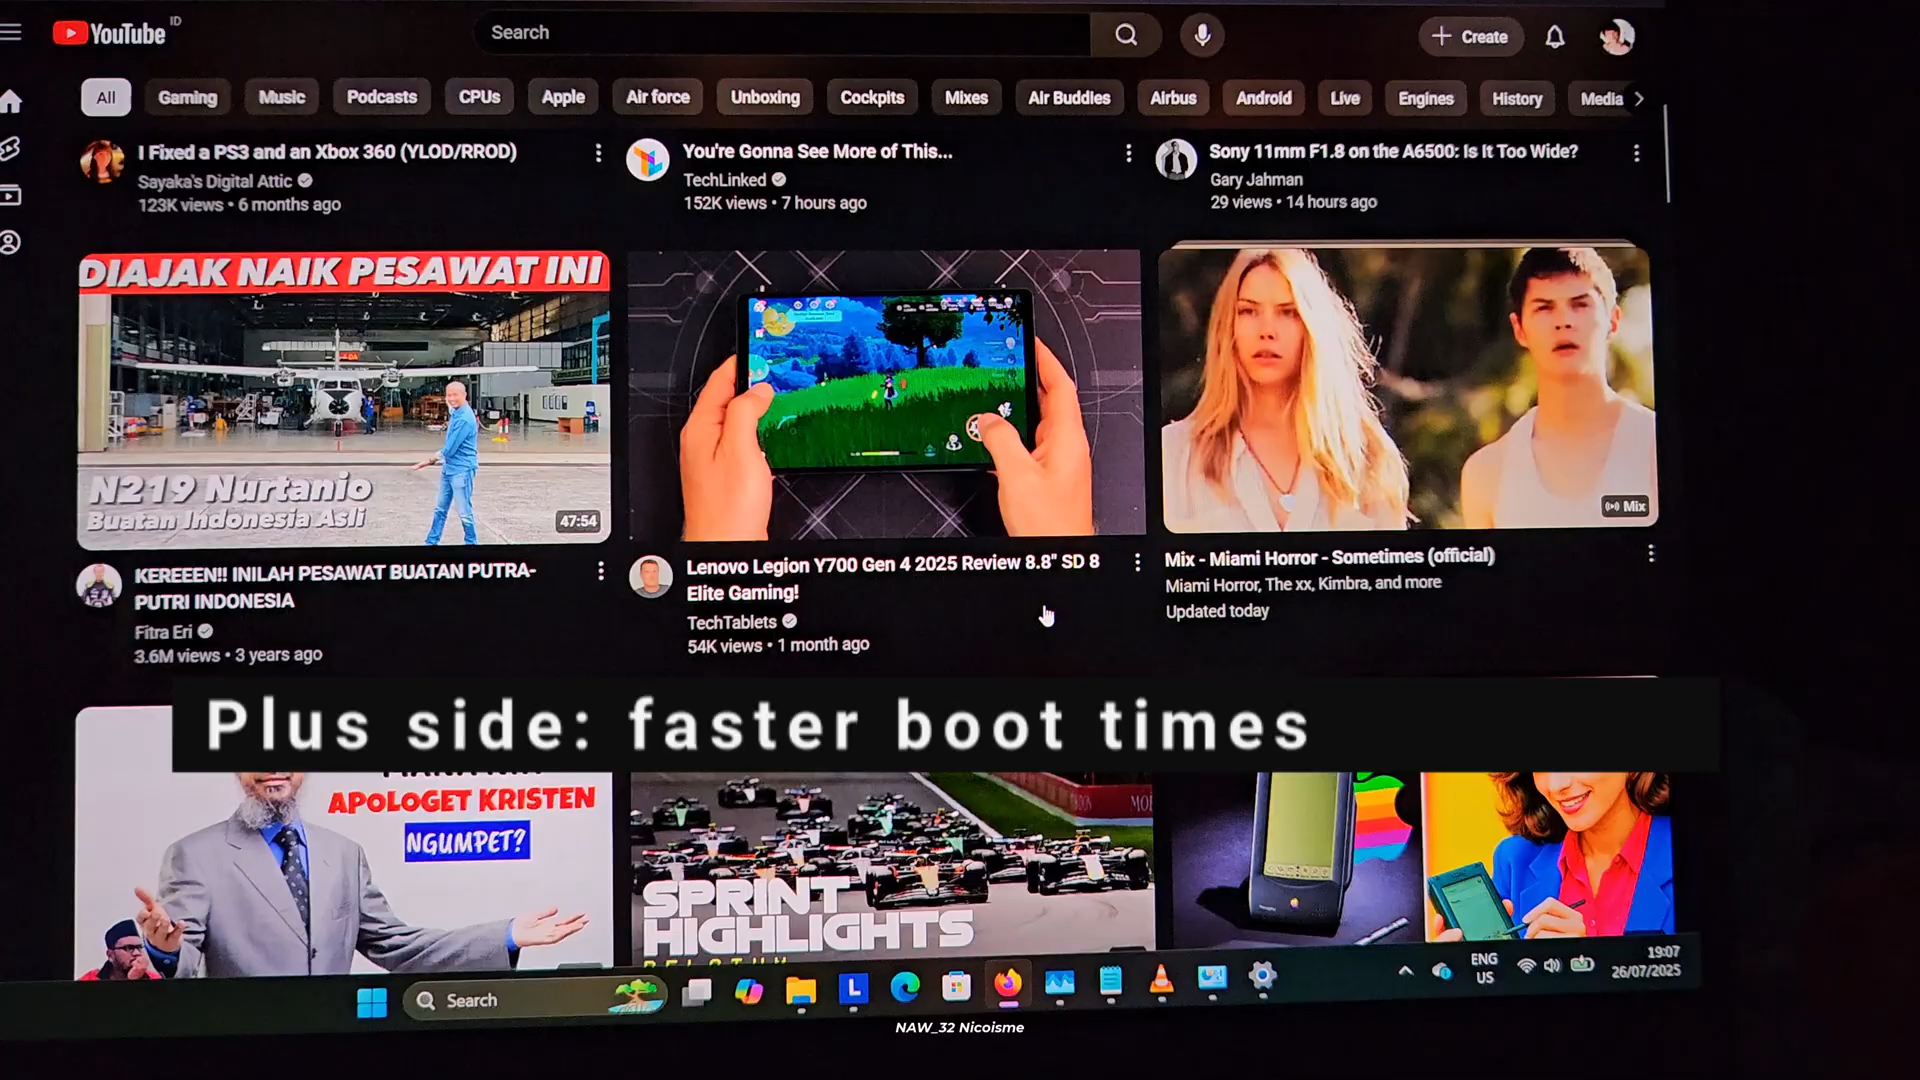 YouTube ID
Search
Create
All
Gaming
Music
Podcasts
CPUs
Apple
Air force
Unboxing
Cockpits
Mixes
Air Buddies
Airbus
Android
Live
Engines
History
Media
I Fixed a PS3 and an Xbox 360 (YLOD/RROD)
Sayaka's Digital Attic
123K views • 6 months ago
You're Gonna See More of This...
TechLinked
152K views • 7 hours ago
Sony 11mm F1.8 on the A6500: Is It Too Wide?
Gary Jahman
29 views • 14 hours ago
DIAJAK NAIK PESAWAT INI
N219 Nurtanio
Buatan Indonesia Asli
47:54
Mix
KEREEEN!! INILAH PESAWAT BUATAN PUTRA-
PUTRI INDONESIA
Fitra Eri
3.6M views • 3 years ago
Lenovo Legion Y700 Gen 4 2025 Review 8.8" SD 8
Elite Gaming!
TechTablets
54K views • 1 month ago
Mix - Miami Horror - Sometimes (official)
Miami Horror, The xx, Kimbra, and more
Updated today
Plus side: faster boot times
APOLOGET KRISTEN
NGUMPET?
SPRINT
HIGHLIGHTS
Search
L
ENG
US
19:07
26/07/2025
NAW_32 Nicoisme